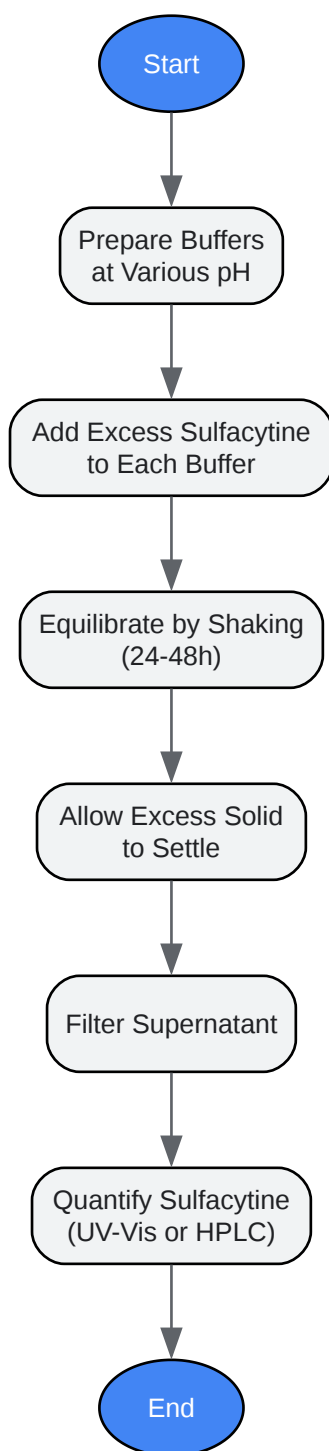 Start
Prepare Buffers
at Various pH
Add Excess Sulfacytine
to Each Buffer
Equilibrate by Shaking
(24-48h)
Allow Excess Solid
to Settle
Filter Supernatant
Quantify Sulfacytine
(UV-Vis or HPLC)
End